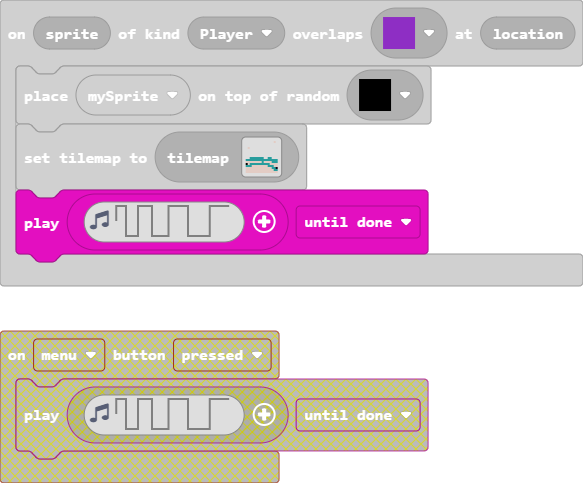 on sprite of kind Player overlaps at location
place mySprite on top of random
set tilemap to tilemap
play until done
on menu button pressed
play until done